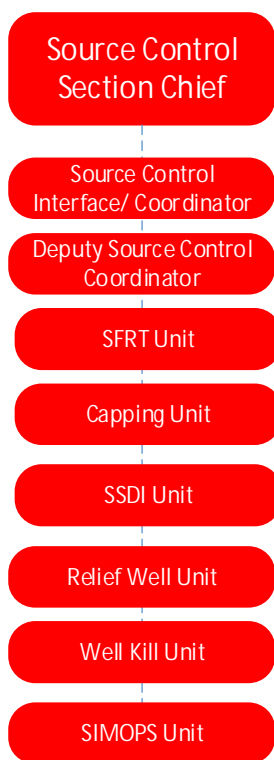 Source Control
Section Chief
Source Control
Interface/ Coordinator
Deputy Source Control
Coordinator
SFRT Unit
Capping Unit
SSDI Unit
Relief Well Unit
Well Kill Unit
SIMOPS Unit